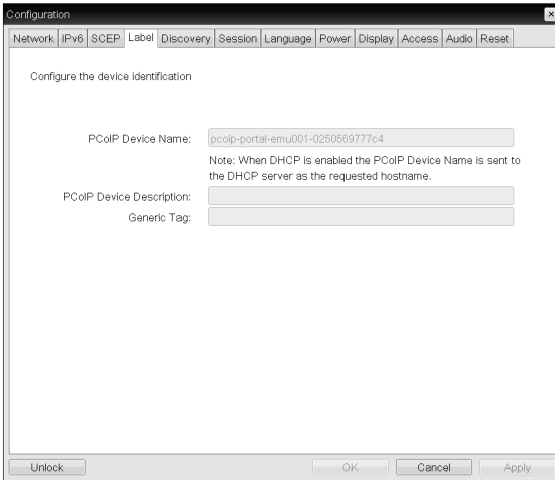 Configuration
Network IPv6 SCEP Label Discovery Session Language Power Display Access Audio Reset
Configure the device identification
PCoIP Device Name: pcoip-portal-emu001-0250569777c4
Note: When DHCP is enabled the PCoIP Device Name is sent to
the DHCP server as the requested hostname.
PCoIP Device Description:
Generic Tag:
Unlock OK Cancel Apply